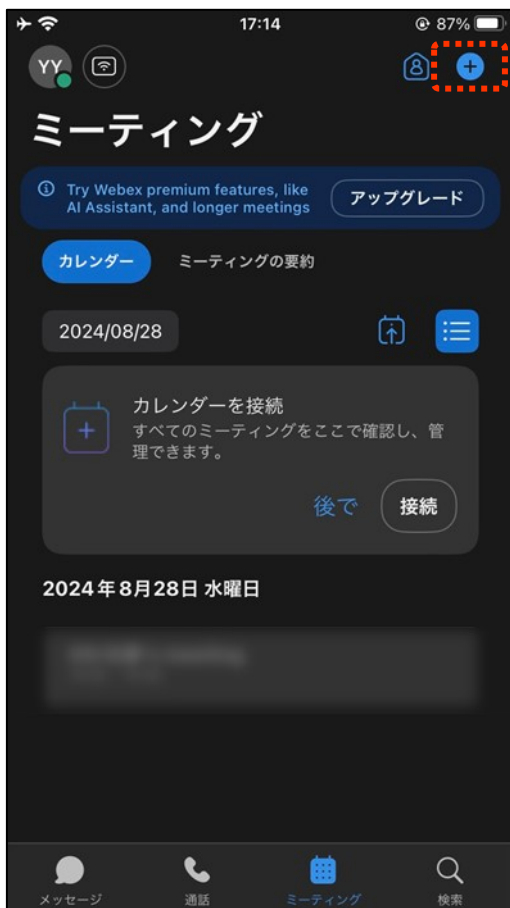 17:14
87%
YY
ミーティング
Try Webex premium features, like
AI Assistant, and longer meetings
アップグレード
カレンダー
ミーティングの要約
2024/08/28
カレンダーを接続
すべてのミーティングをここで確認し、管
理できます。
後で
接続
2024年8月28日 水曜日
メッセージ
通話
ミーティング
検索